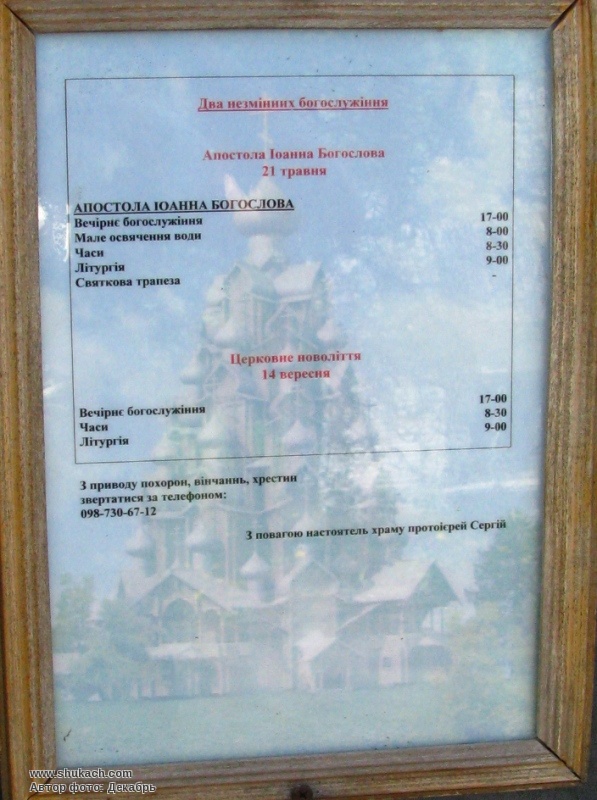 Два незмінних богослужіння
Апостола Іоанна Богослова
21 травня
АПОСТОЛА ІОАННА БОГОСЛОВА
Вечірнє богослужіння 17-00
Мале освячення води 8-00
Часи 8-30
Літургія 9-00
Святкова трапеза -
Церковне новоліття
14 вересня
Вечірнє богослужіння 17-00
Часи 8-30
Літургія 9-00
З приводу похорон, вінчаннь, хрестин
звертатися за телефоном:
098-730-67-12
З повагою настоятель храму протоієрей Сергій
www.shukach.com
Автор фото: Декабрь